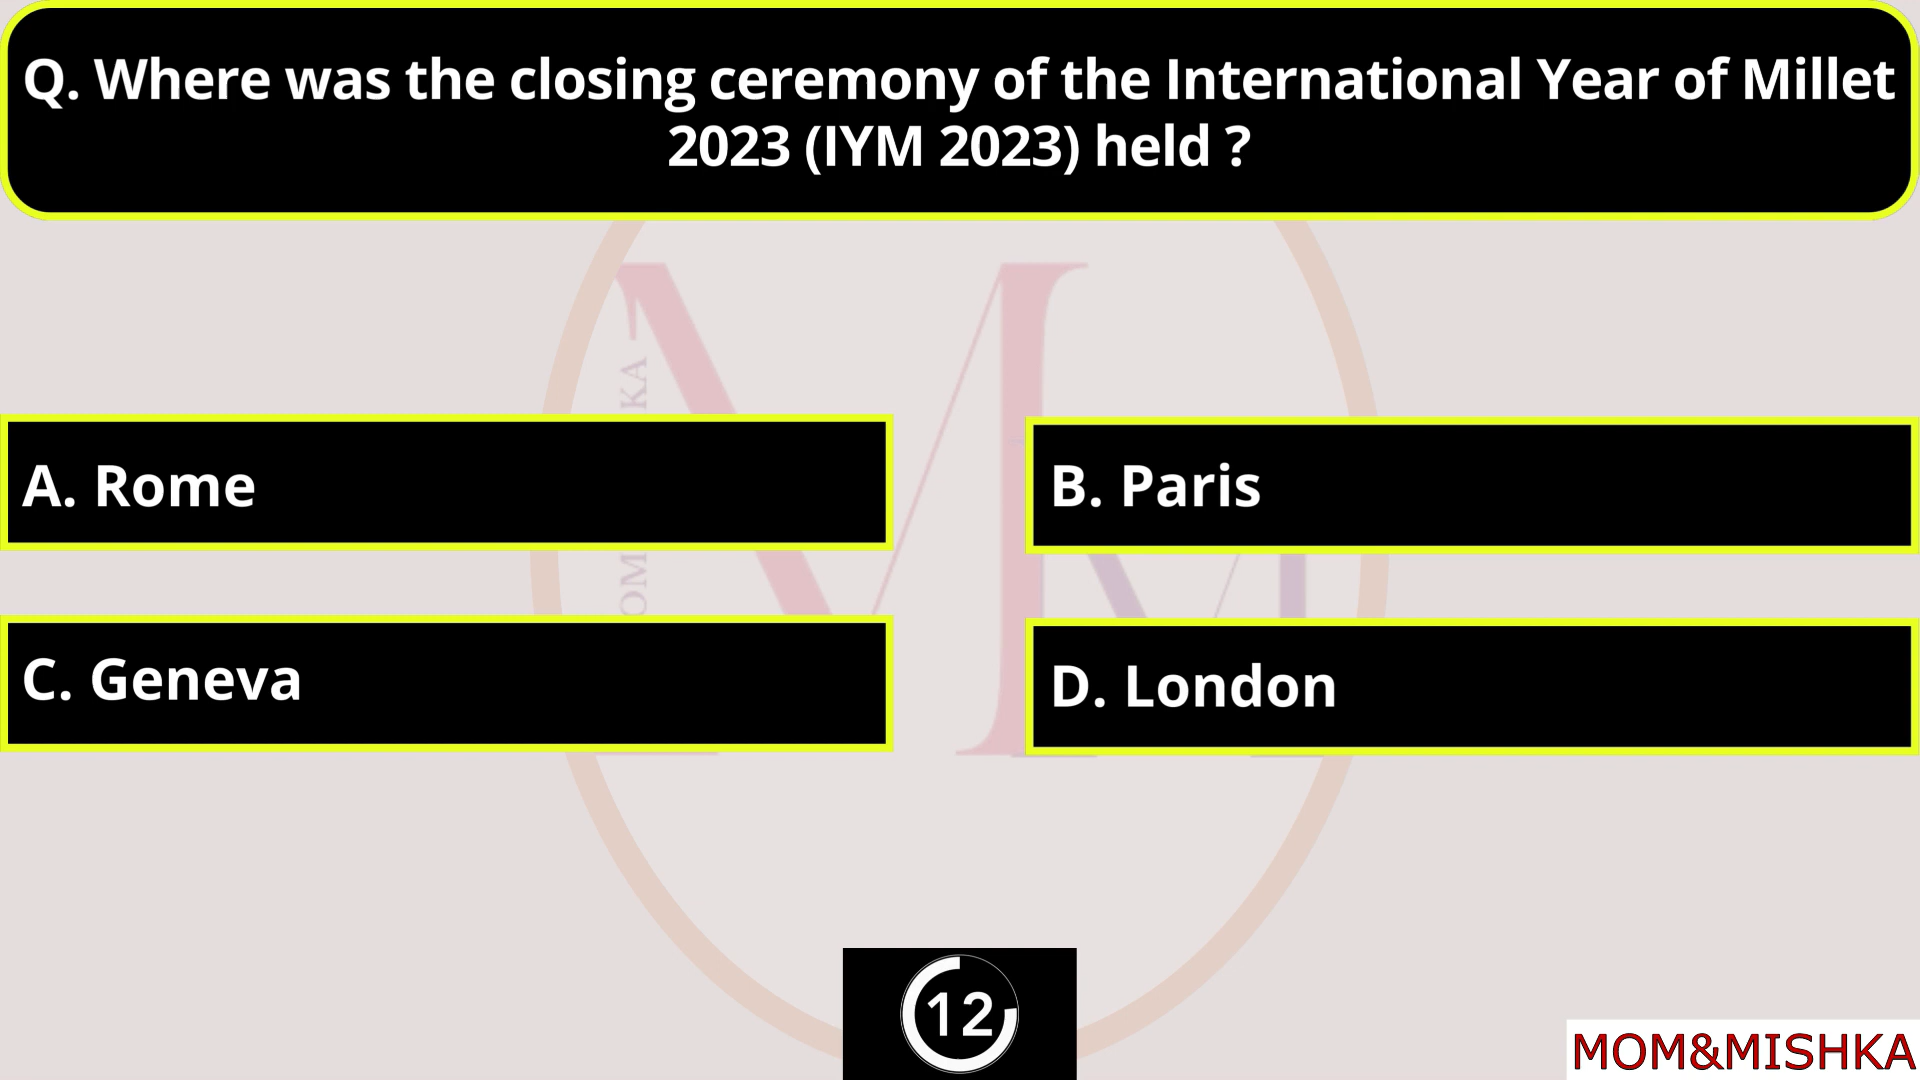 Q. Where was the closing ceremony of the International Year of Millet
2023 (IYM 2023) held ?
A. Rome
B. Paris
C. Geneva
D. London
12
MOM&MISHKA